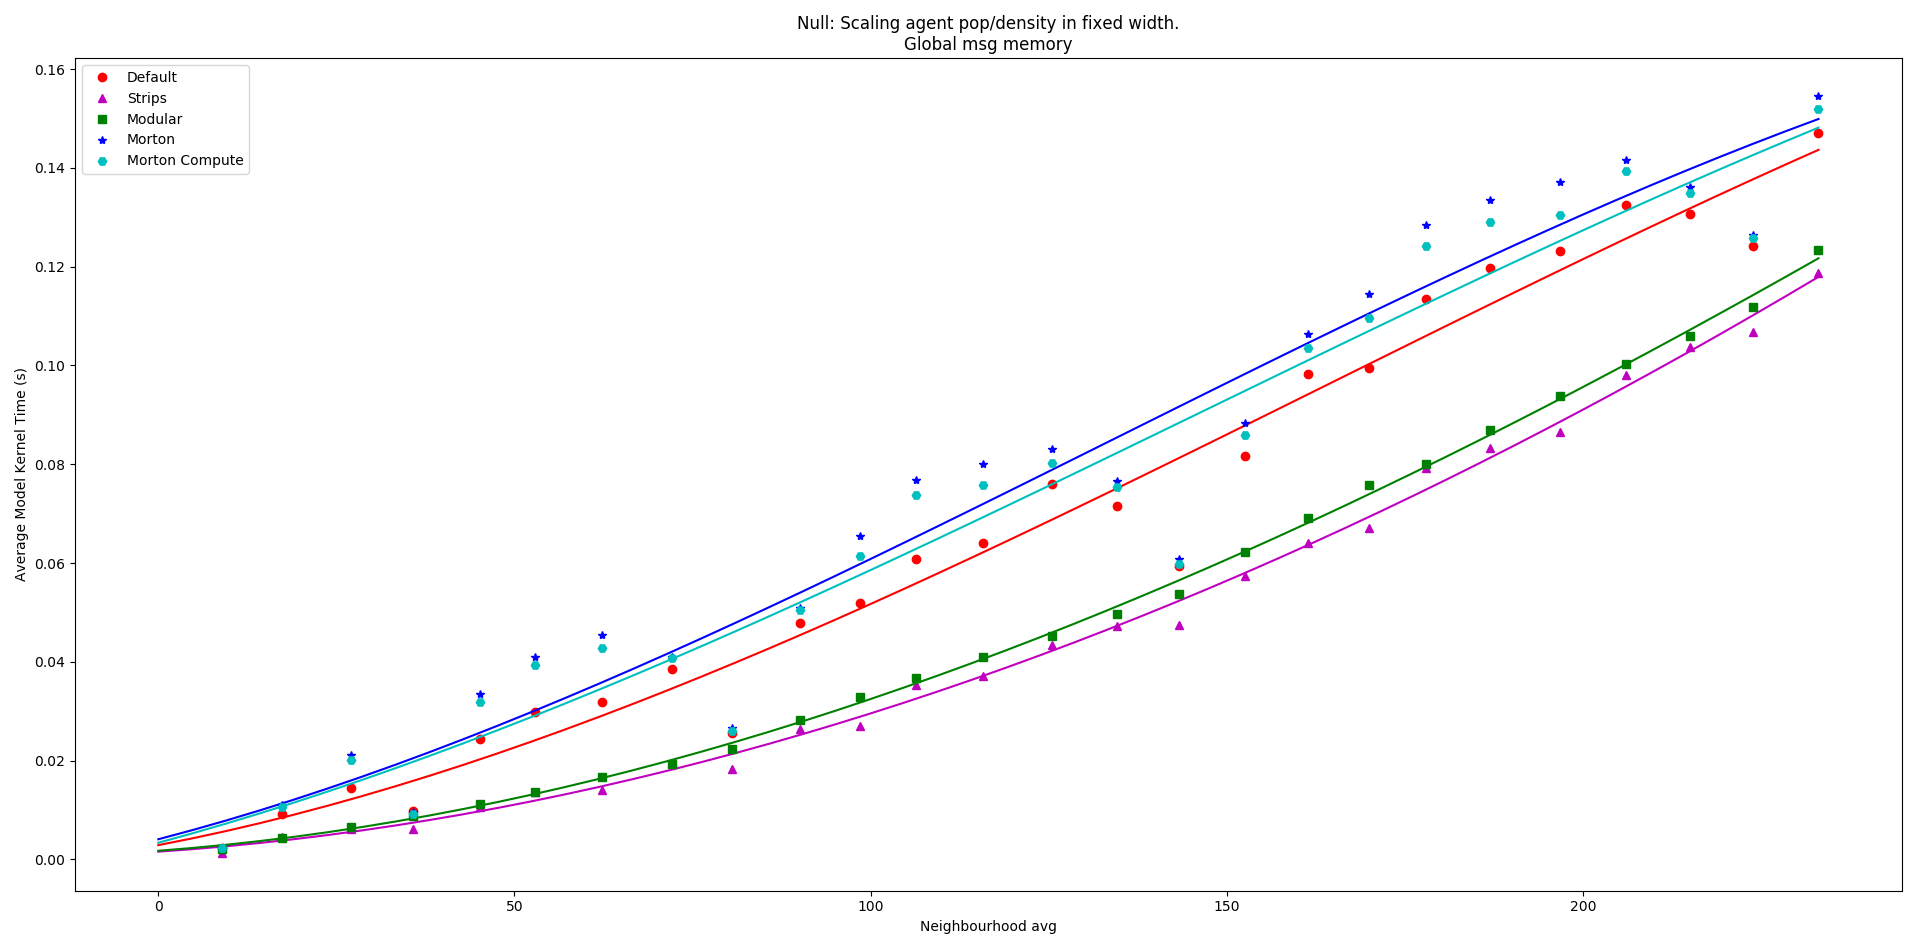 Null: Scaling agent pop/density in fixed width.
Global msg memory
Default
Strips
Modular
Morton
Morton Compute
Average Model Kernel Time (s)
0.16
0.14
0.12
0.10
0.08
0.06
0.04
0.02
0.00
0
50
100
150
200
Neighbourhood avg